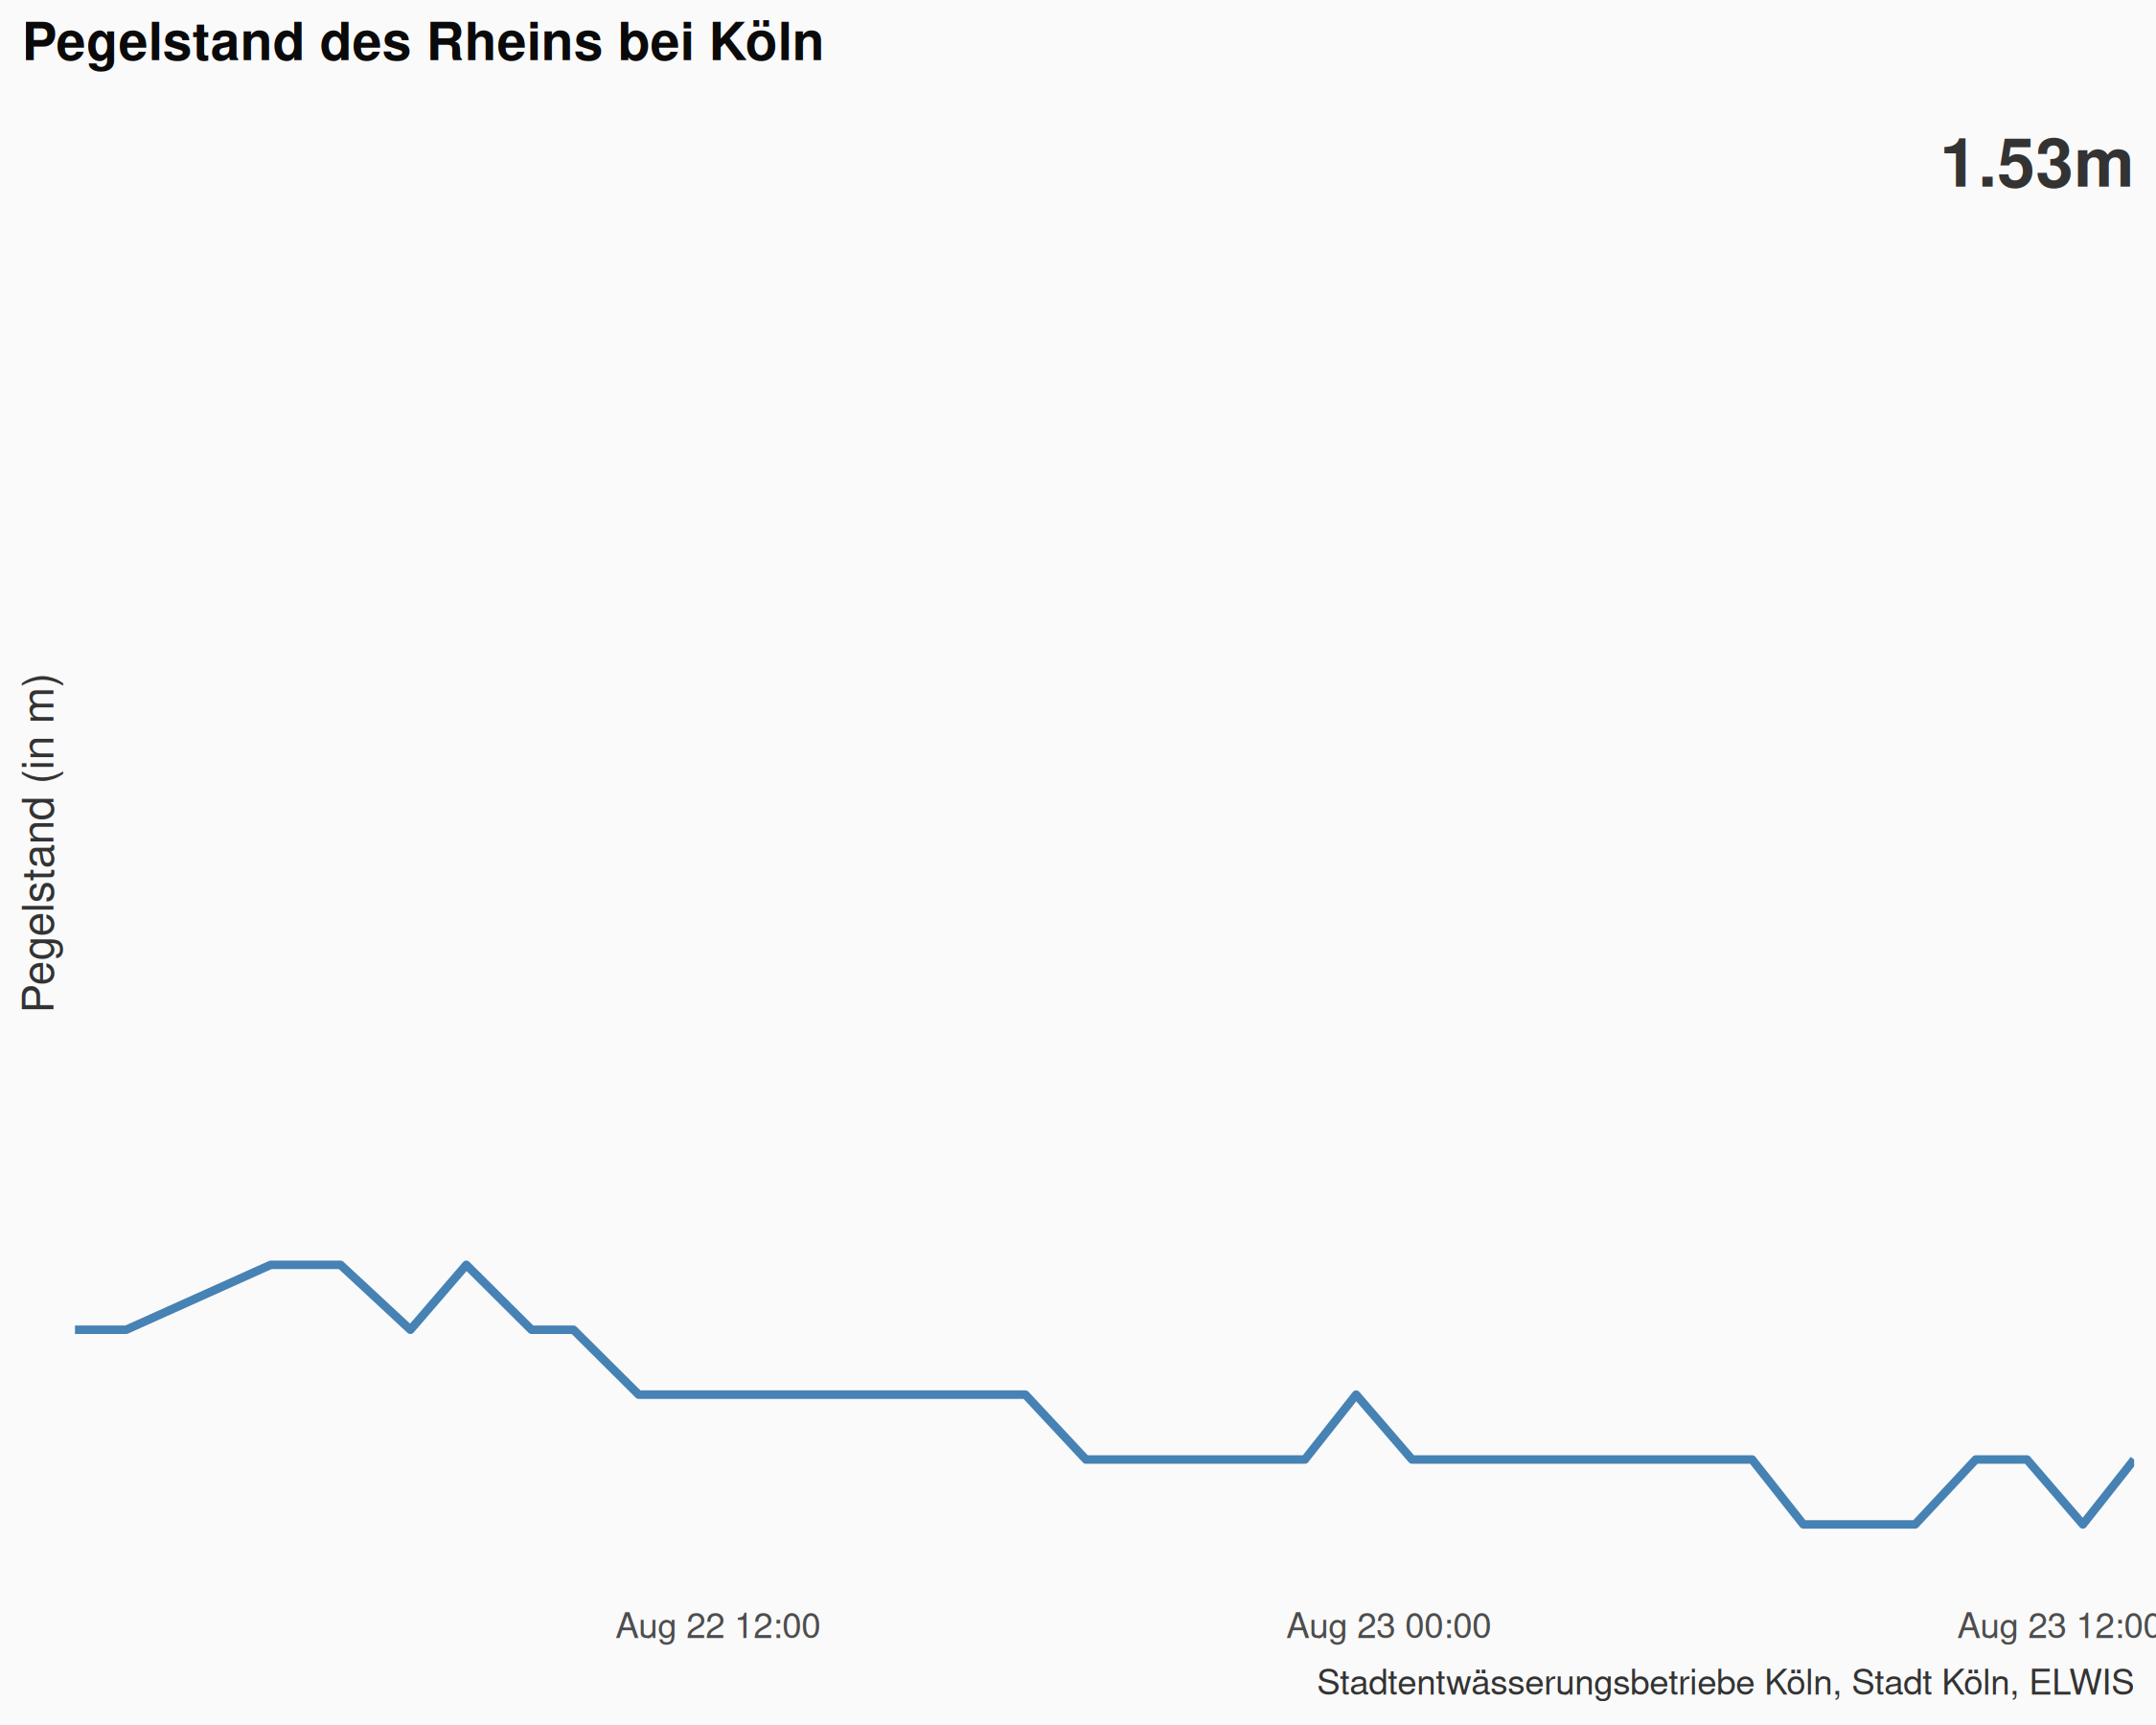 Pegelstand des Rheins bei Köln
1.53m
Pegelstand (in m)
Aug 22 12:00
Aug 23 00:00
Aug 23 12:00
Stadtentwässerungsbetriebe Köln, Stadt Köln, ELWIS